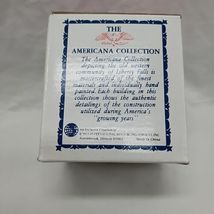 THE
AMERICANA COLLECTION
The Americana Collection
depicting the old western
community of Liberty Falls is
mastercrafted of the finest
materials and individually hand
painted. Each building in this
collection shows the authentic
detailings of the construction
utilized during America's
"growing years"